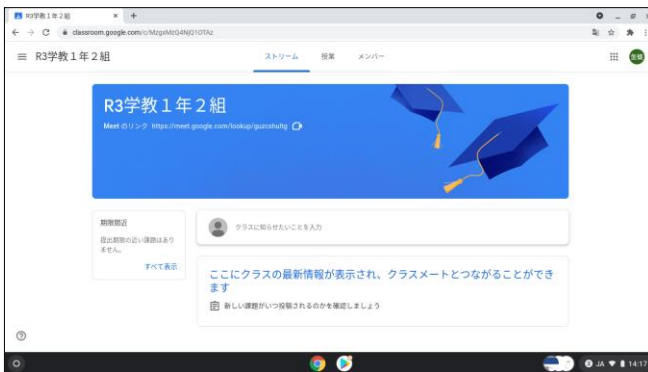 R3学教１年２組
classroom.google.com/c/MzgxMzQ4NjQ1OTAz
R3学教１年２組
ストリーム 授業 メンバー
R3学教１年２組
Meet のリンク https://meet.google.com/lookup/guzcshultg
期限間近
提出期限の近い課題はありません。
すべて表示
クラスに知らせたいことを入力
ここにクラスの最新情報が表示され、クラスメートとつながることができ
ます
新しい課題がいつ投稿されるのかを確認しましょう
JA 14:17